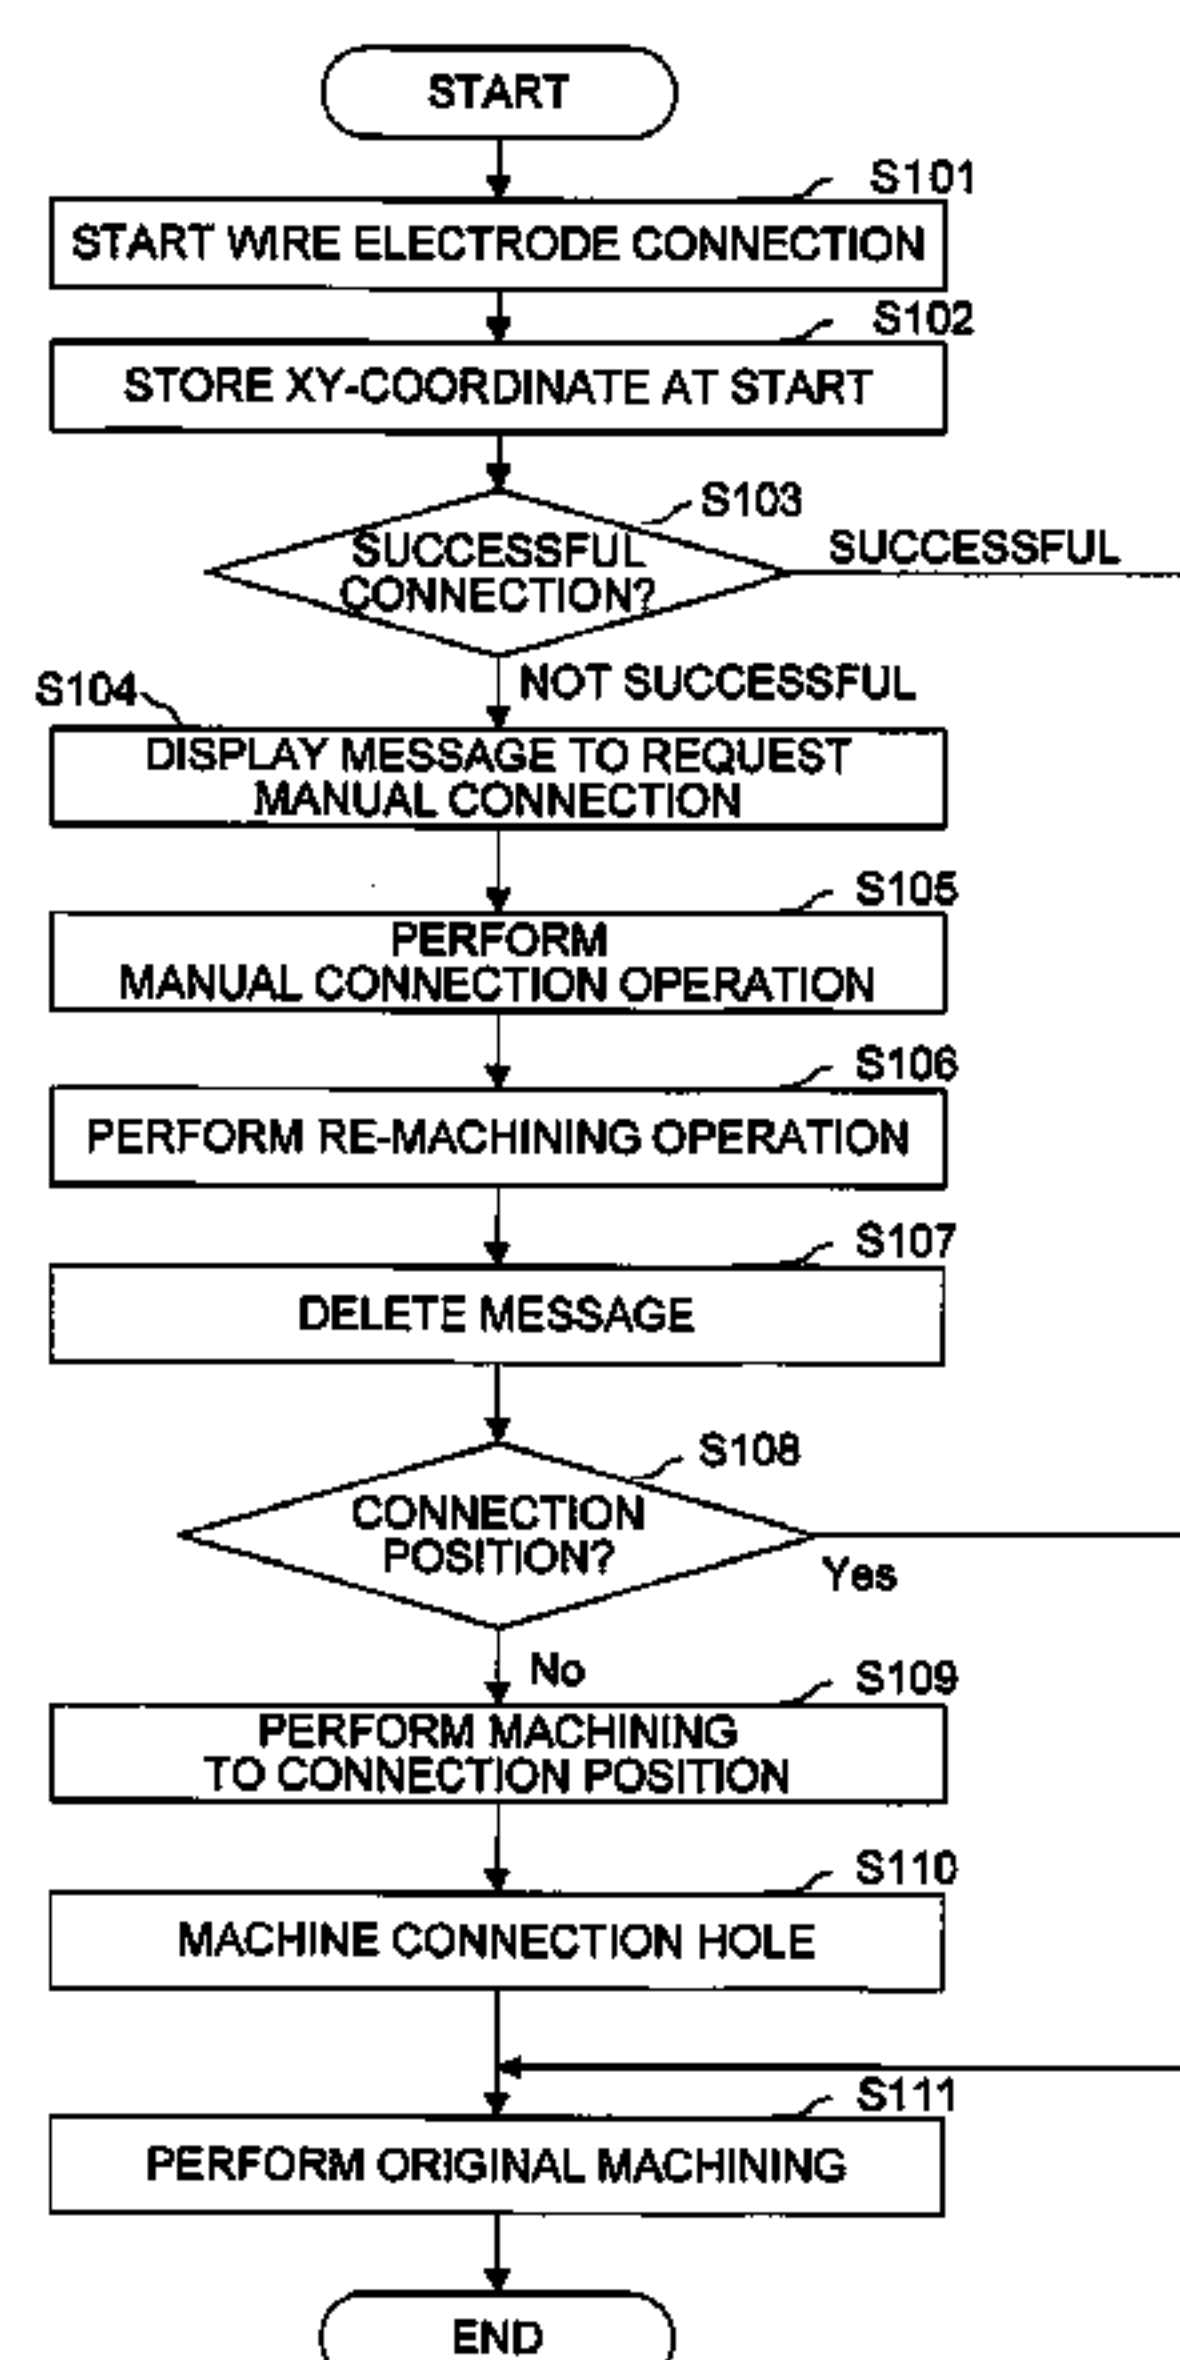 START
S101
START WIRE ELECTRODE CONNECTION
S102
STORE XY-COORDINATE AT START
S103
SUCCESSFUL
CONNECTION?
SUCCESSFUL
NOT SUCCESSFUL
S104
DISPLAY MESSAGE TO REQUEST
MANUAL CONNECTION
S105
PERFORM
MANUAL CONNECTION OPERATION
S106
PERFORM RE-MACHINING OPERATION
S107
DELETE MESSAGE
S108
CONNECTION
POSITION?
Yes
No
S109
PERFORM MACHINING
TO CONNECTION POSITION
S110
MACHINE CONNECTION HOLE
S111
PERFORM ORIGINAL MACHINING
END